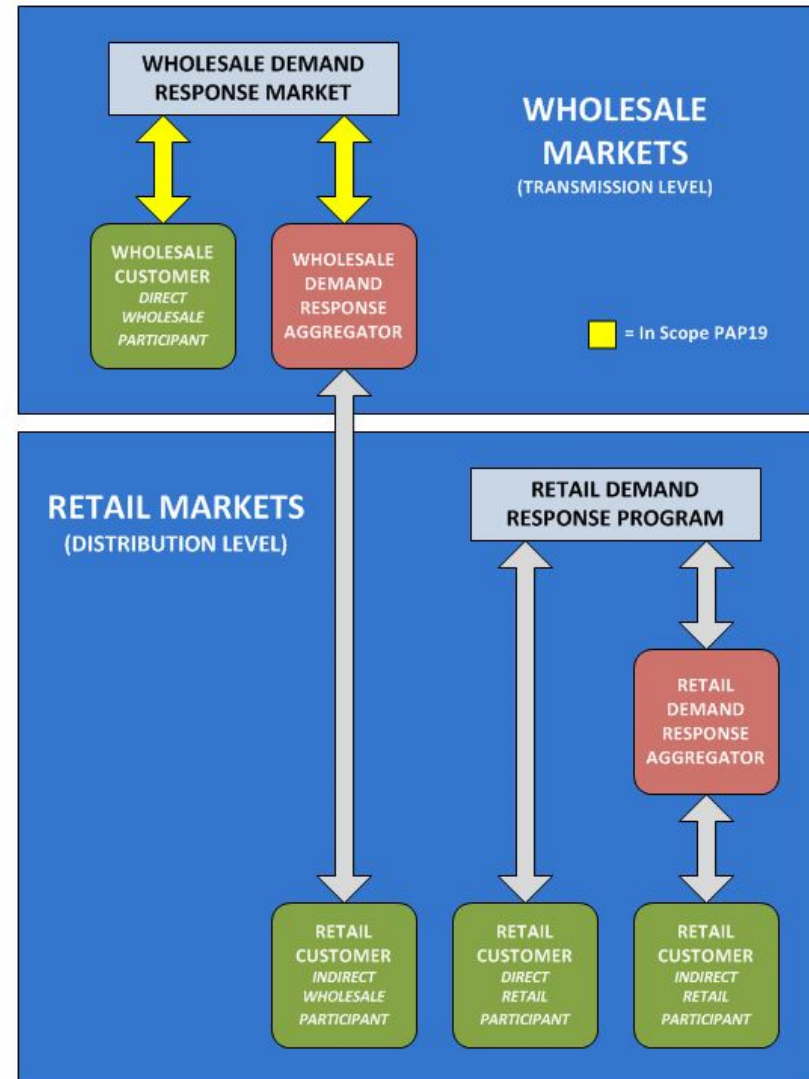 WHOLESALE DEMAND
RESPONSE MARKET
WHOLESALE
MARKETS
(TRANSMISSION LEVEL)
WHOLESALE
CUSTOMER
DIRECT
WHOLESALE
PARTICIPANT
WHOLESALE
DEMAND
RESPONSE
AGGREGATOR
= In Scope PAP19
RETAIL MARKETS
(DISTRIBUTION LEVEL)
RETAIL DEMAND
RESPONSE PROGRAM
RETAIL
DEMAND
RESPONSE
AGGREGATOR
RETAIL
CUSTOMER
INDIRECT
WHOLESALE
PARTICIPANT
RETAIL
CUSTOMER
DIRECT
RETAIL
PARTICIPANT
RETAIL
CUSTOMER
INDIRECT
RETAIL
PARTICIPANT